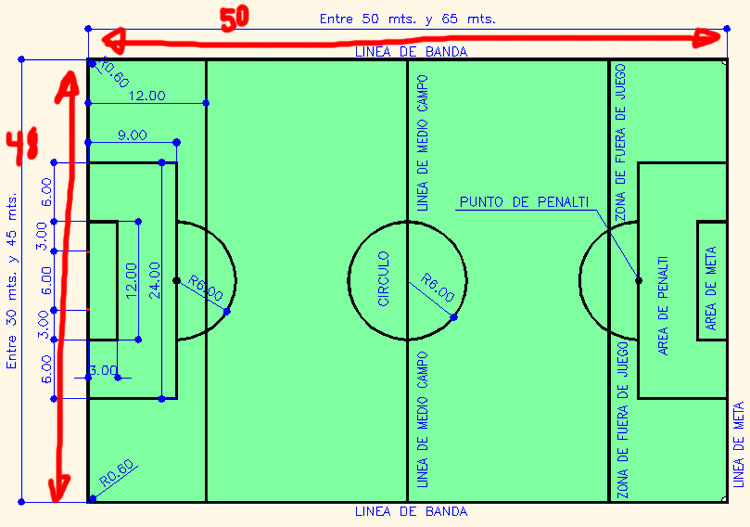 Entre 50 mts. y 65 mts.
50
LINEA DE BANDA
R0.60
12.00
9.00
48
Entre 30 mts. y 45 mts.
6.00
3.00
6.00
3.00
6.00
12.00
24.00
3.00
R6.00
R0.60
LINEA DE MEDIO CAMPO
CIRCULO
R6.00
LINEA DE MEDIO CAMPO
PUNTO DE PENALTI
ZONA DE FUERA DE JUEGO
ZONA DE FUERA DE JUEGO
AREA DE PENALTI
AREA DE META
LINEA DE META
LINEA DE BANDA